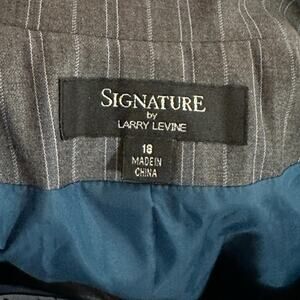 SIGNATURE
by
LARRY LEVINE
18
MADE IN
CHINA